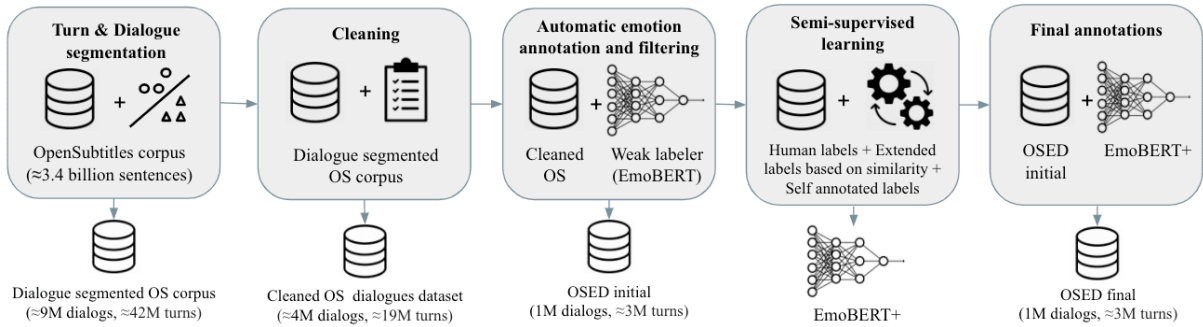 Turn & Dialogue
segmentation
+
OpenSubtitles corpus
(≈3.4 billion sentences)
Dialogue segmented OS corpus
(≈9M dialogs, ≈42M turns)
Cleaning
+
Dialogue segmented
OS corpus
Cleaned OS dialogues dataset
(≈4M dialogs, ≈19M turns)
Automatic emotion
annotation and filtering
+
Cleaned
OS
Weak labeler
(EmoBERT)
OSED initial
(1M dialogs, ≈3M turns)
Semi-supervised
learning
+
Human labels + Extended
labels based on similarity +
Self annotated labels
EmoBERT+
Final annotations
+
OSED
initial
EmoBERT+
OSED final
(1M dialogs, ≈3M turns)